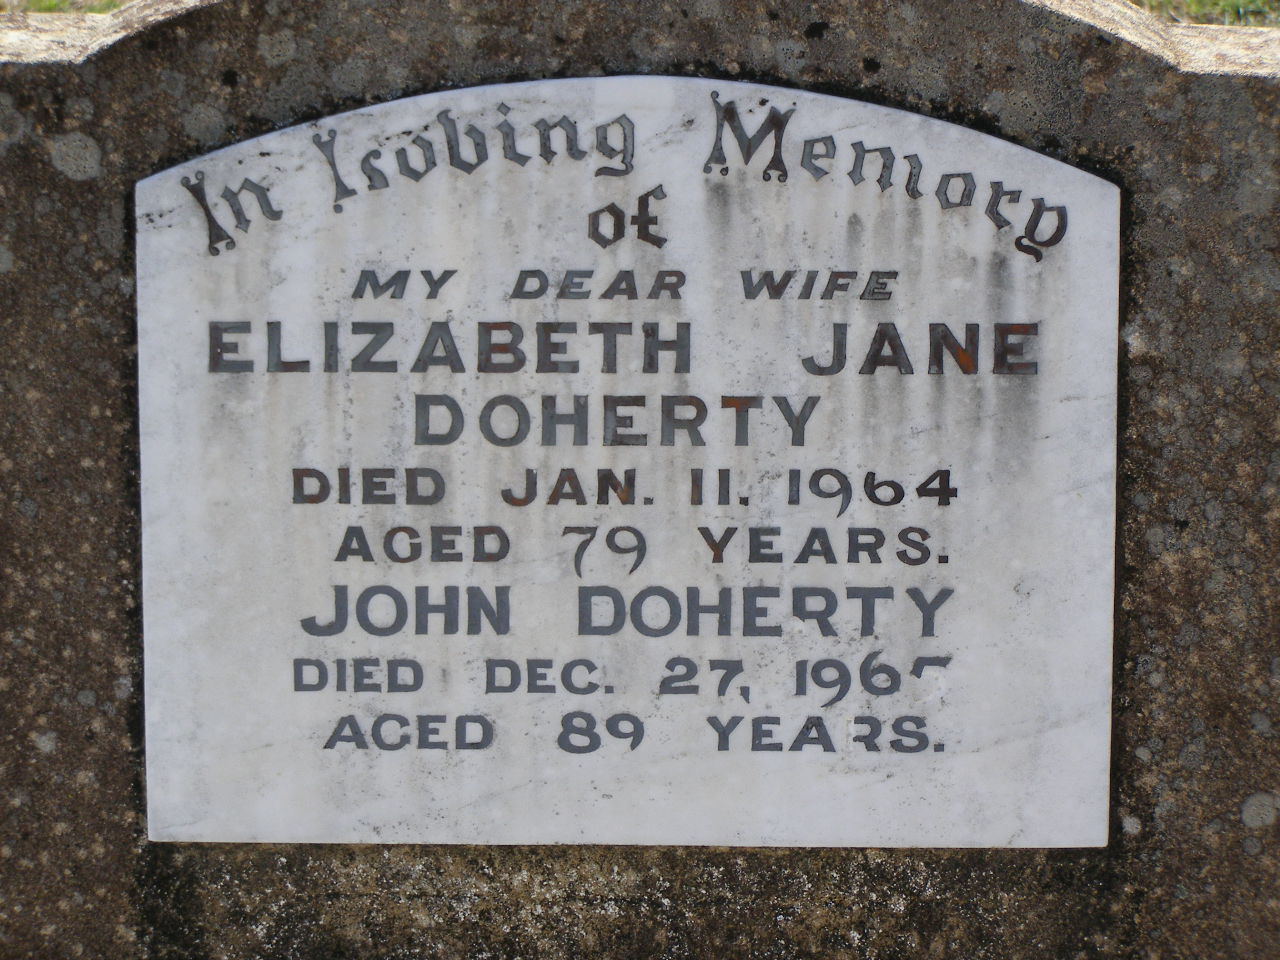 In Loving Memory
of
MY DEAR WIFE
ELIZABETH JANE
DOHERTY
DIED JAN. 11, 1964
AGED 79 YEARS.
JOHN DOHERTY
DIED DEC. 27,
AGED 89 YEARS.